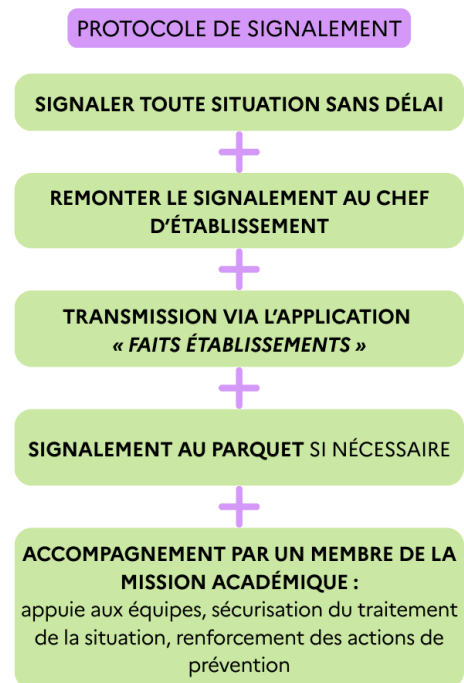 PROTOCOLE DE SIGNALEMENT
SIGNALER TOUTE SITUATION SANS DÉLAI
REMONTER LE SIGNALEMENT AU CHEF
D’ÉTABLISSEMENT
TRANSMISSION VIA L’APPLICATION
« FAITS ÉTABLISSEMENTS »
SIGNALEMENT AU PARQUET SI NÉCESSAIRE
ACCOMPAGNEMENT PAR UN MEMBRE DE LA
MISSION ACADÉMIQUE :
appuie aux équipes, sécurisation du traitement
de la situation, renforcement des actions de
prévention